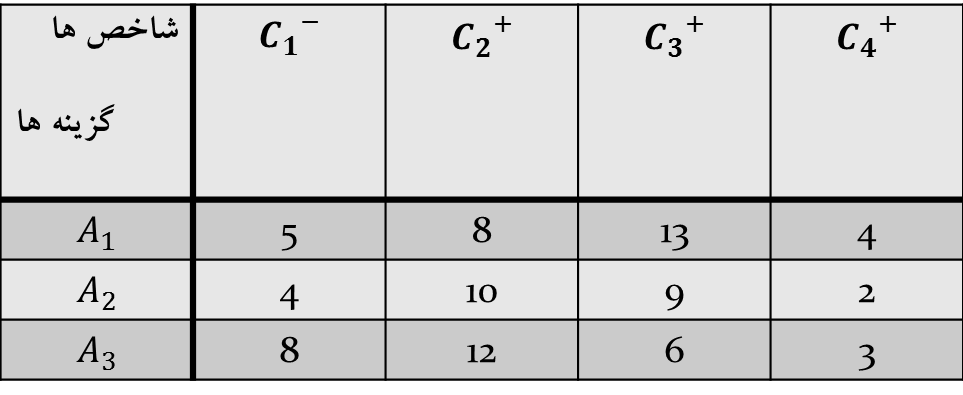 شاخص ها
گزینه ها
C₁⁻ C₂⁺ C₃⁺ C₄⁺
A₁ 5 8 13 4
A₂ 4 10 9 2
A₃ 8 12 6 3